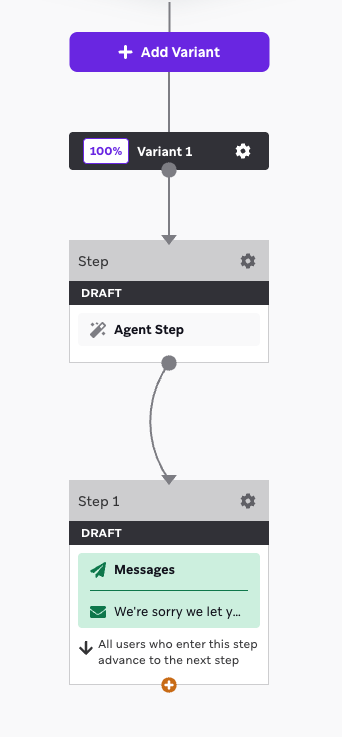 Add Variant
100% Variant 1
Step
DRAFT
Agent Step
Step 1
DRAFT
Messages
We're sorry we let y...
All users who enter this step
advance to the next step